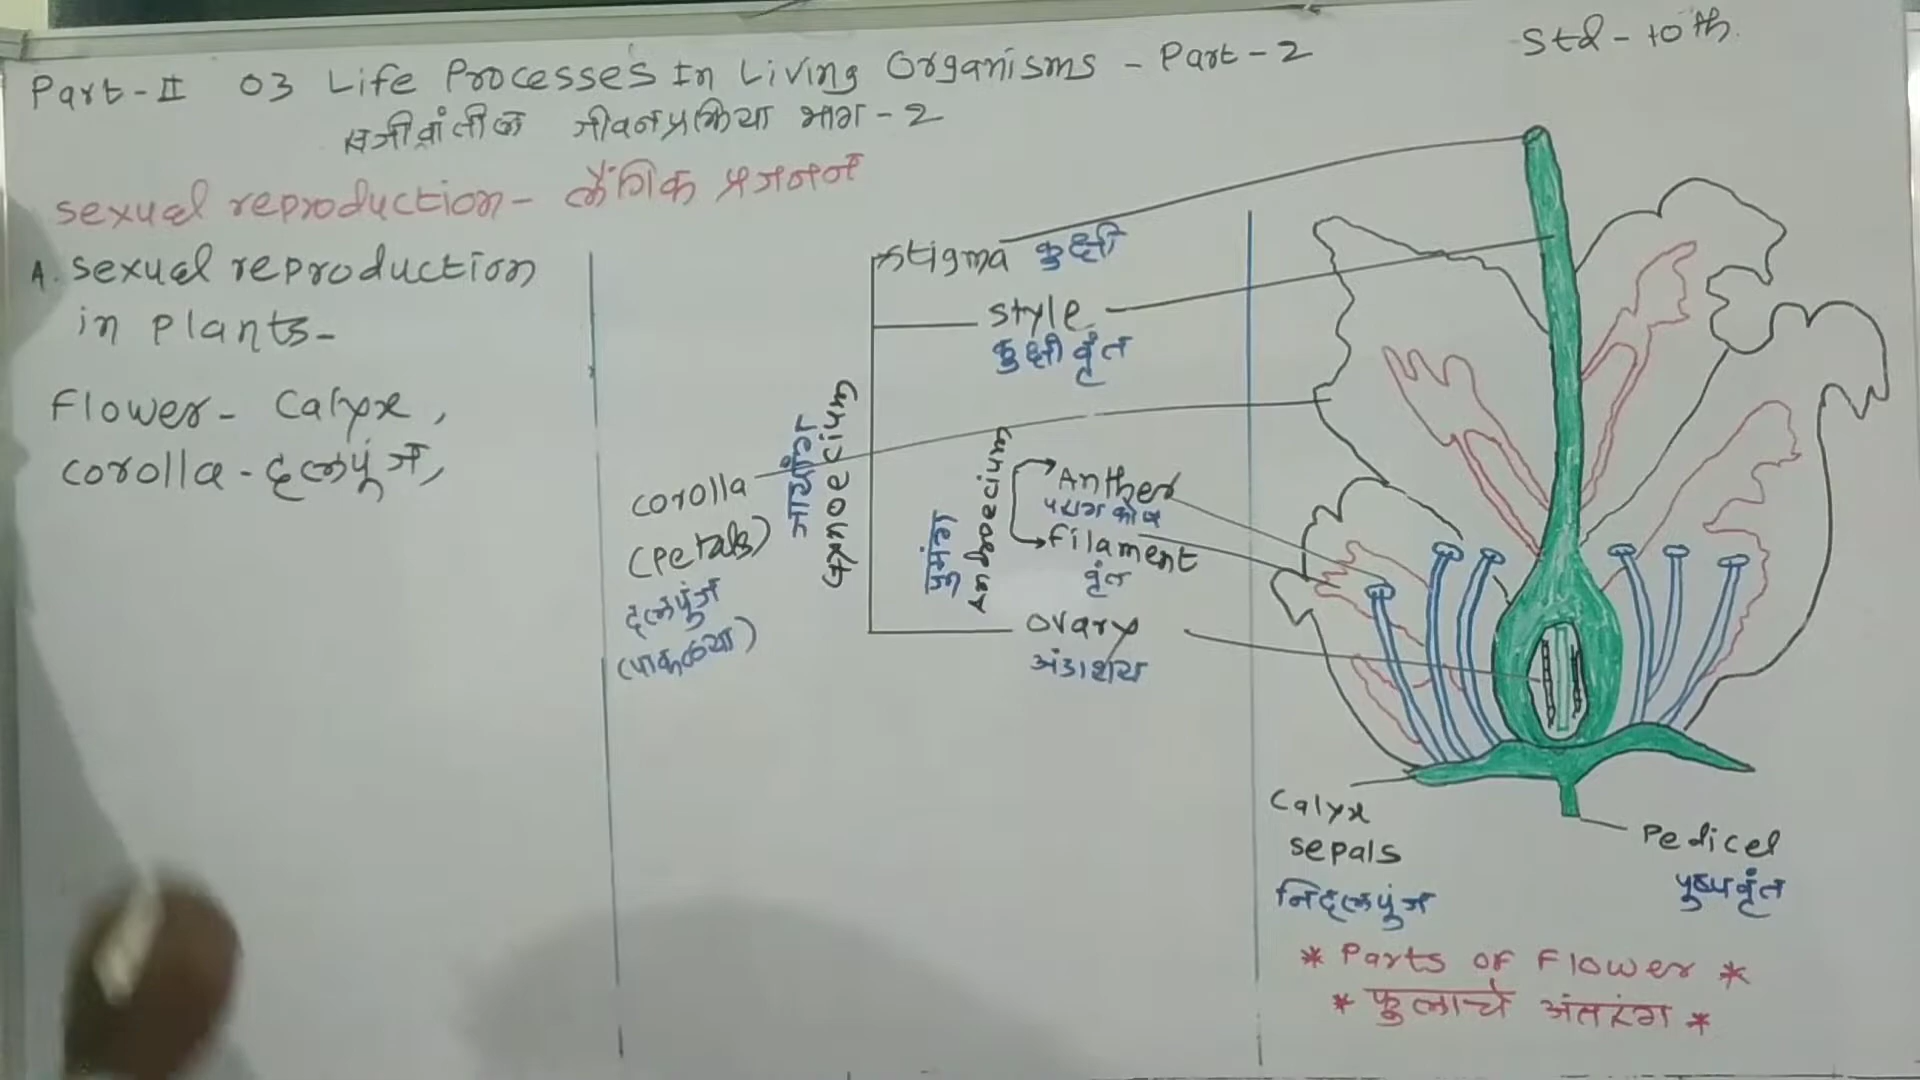 Std - 10th.
Part - II 03 Life Processes In Living Organisms - Part - 2
सजीवांतील जीवनप्रक्रिया भाग - 2
sexual reproduction - लैंगिक प्रजनन
A. sexual reproduction
in plants -
Flower - Calyx,
corolla - दलपूंज,
stigma कुक्षी
style
कुक्षी वृंत
जायांग
Gynoecium
corolla
(petals)
दलपूंज
(पाकळ्या)
पुमंग
Androecium
Anther
परागकोष
Filament
वृंत
ovary
अंडाशय
Calyx
sepals
निदलपूंज
Pedicel
पुष्पवृंत
* Parts OF Flower *
* फुलाचे अंतरंग *